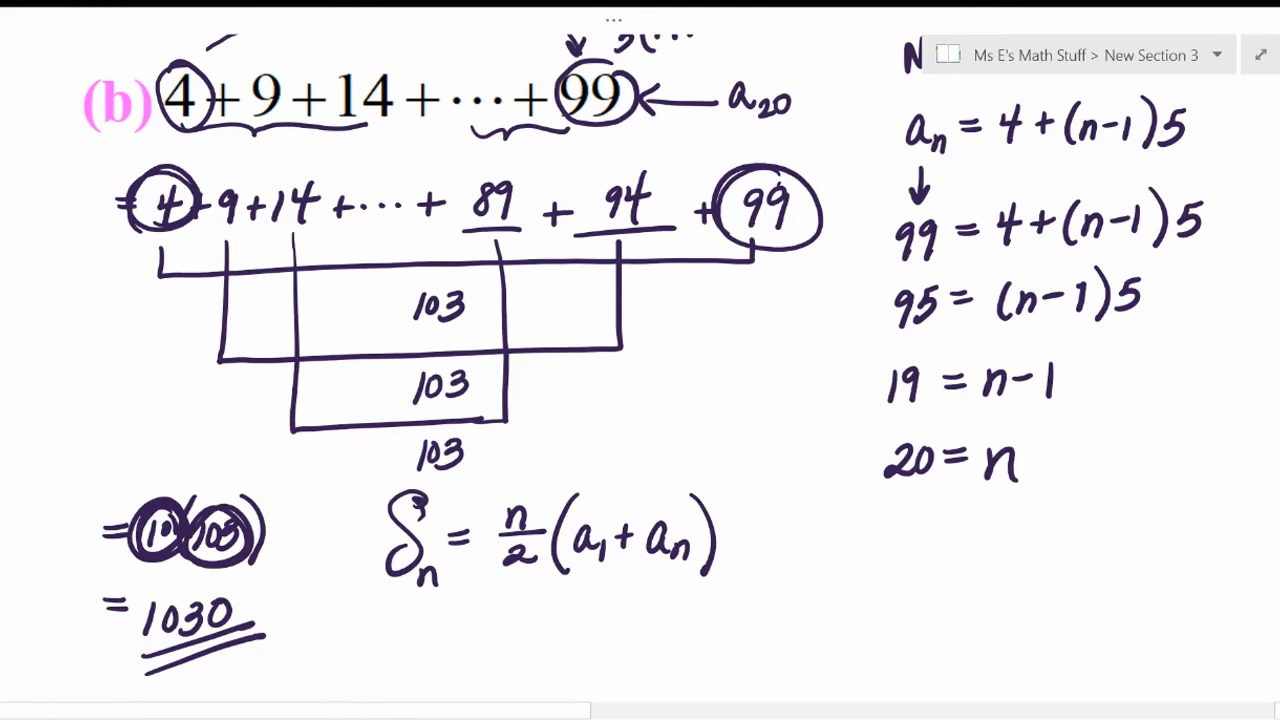 Ms E's Math Stuff > New Section 3
(b) 4 + 9 + 14 + ⋯ + 99 ← a₂₀
= 4 + 9 + 14 + ⋯ + 89 + 94 + 99
103
103
103
= 10(103)
= 1030
Sₙ = n/2 (a₁ + aₙ)
N
aₙ = 4 + (n-1)5
↓
99 = 4 + (n-1)5
95 = (n-1)5
19 = n-1
20 = n